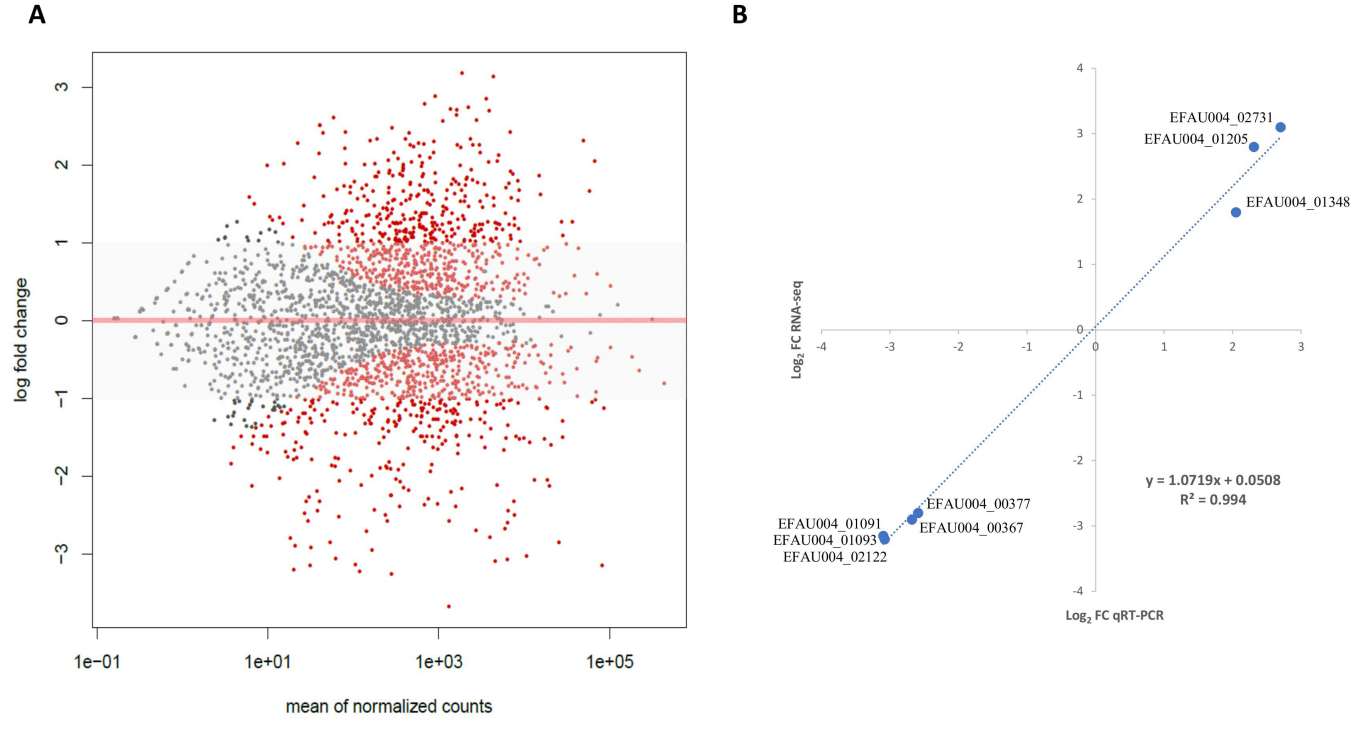 A
B
3
2
1
0
−1
−2
−3
log fold change
1e−01
1e+01
1e+03
1e+05
mean of normalized counts
4
3
2
1
0
-1
-2
-3
-4
-4
-3
-2
-1
0
1
2
3
Log2 FC RNA-seq
Log2 FC qRT-PCR
EFAU004_02731
EFAU004_01205
EFAU004_01348
y = 1.0719x + 0.0508
R² = 0.994
EFAU004_00377
EFAU004_00367
EFAU004_01091
EFAU004_01093
EFAU004_02122